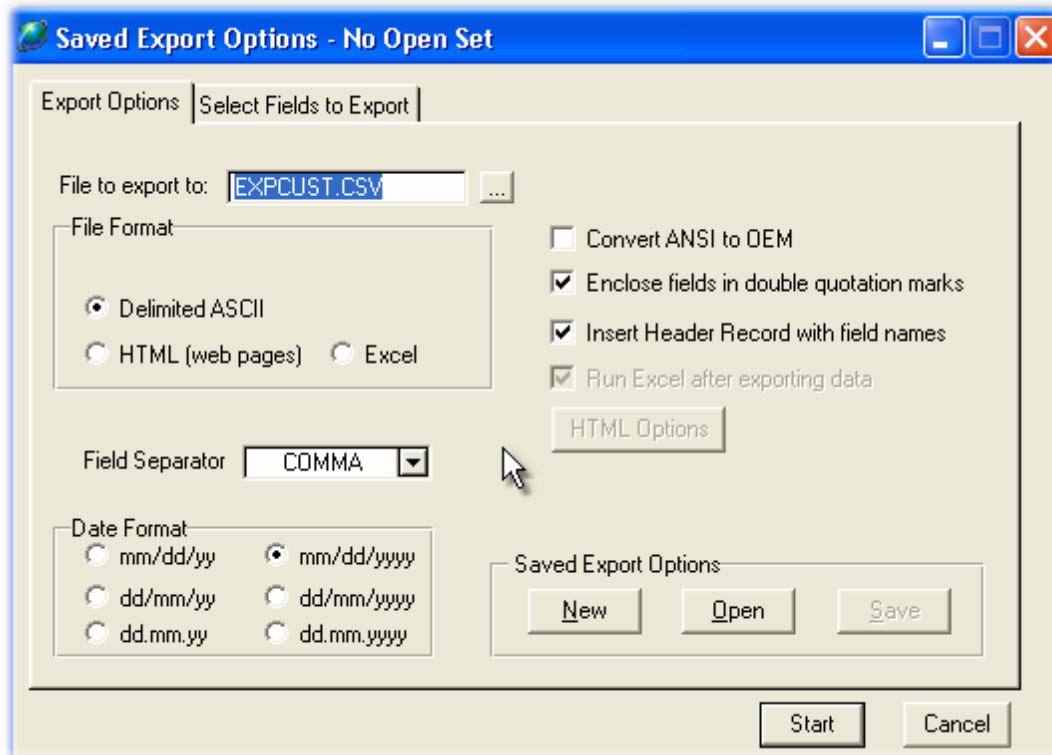 Saved Export Options - No Open Set
Export Options
Select Fields to Export
File to export to: EXPCUST.CSV ...
File Format
Delimited ASCII
HTML (web pages) Excel
Convert ANSI to OEM
Enclose fields in double quotation marks
Insert Header Record with field names
Run Excel after exporting data
HTML Options
Field Separator COMMA
Date Format
mm/dd/yy mm/dd/yyyy
dd/mm/yy dd/mm/yyyy
dd.mm.yy dd.mm.yyyy
Saved Export Options
New Open Save
Start Cancel